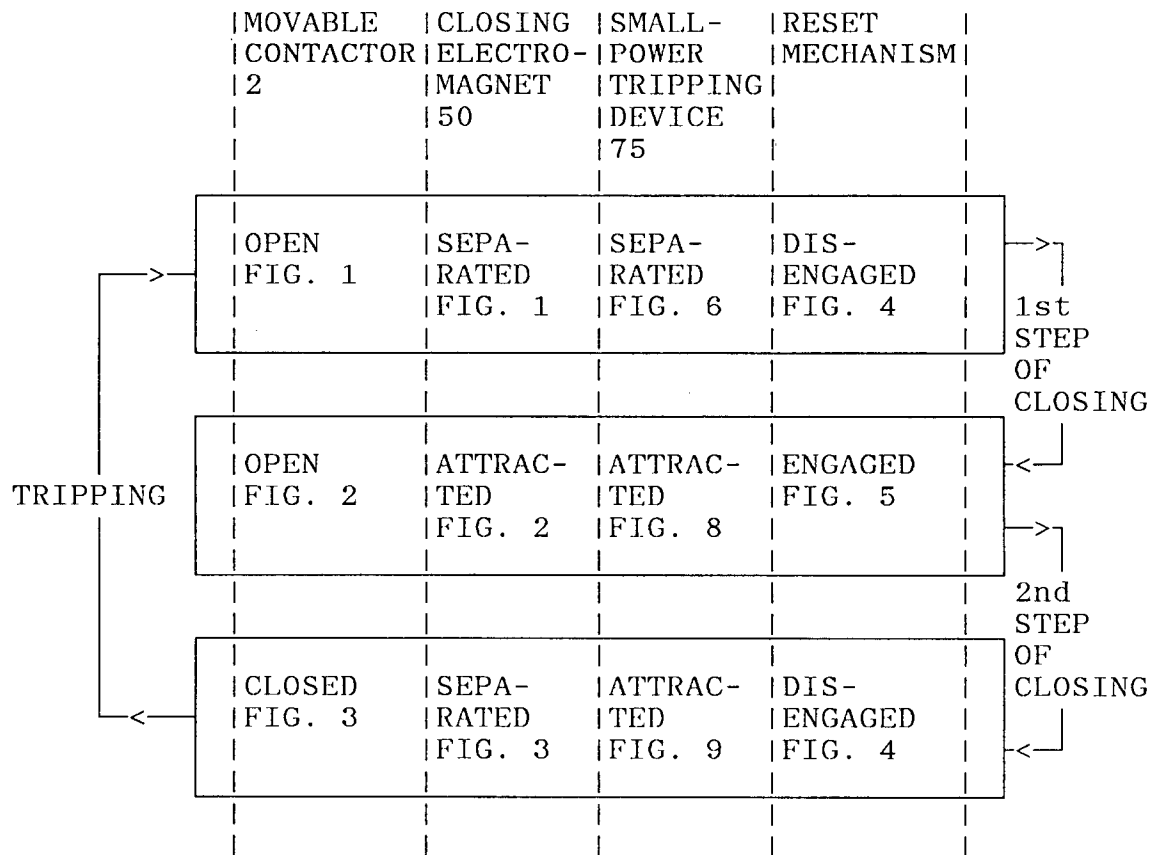 MOVABLE CONTACTOR 2
CLOSING ELECTRO-MAGNET 50
SMALL-POWER TRIPPING DEVICE 75
RESET MECHANISM
OPEN FIG. 1
SEPA-RATED FIG. 1
SEPA-RATED FIG. 6
DIS-ENGAGED FIG. 4
1st STEP OF CLOSING
OPEN FIG. 2
ATTRAC-TED FIG. 2
ATTRAC-TED FIG. 8
ENGAGED FIG. 5
TRIPPING
2nd STEP OF CLOSING
CLOSED FIG. 3
SEPA-RATED FIG. 3
ATTRAC-TED FIG. 9
DIS-ENGAGED FIG. 4